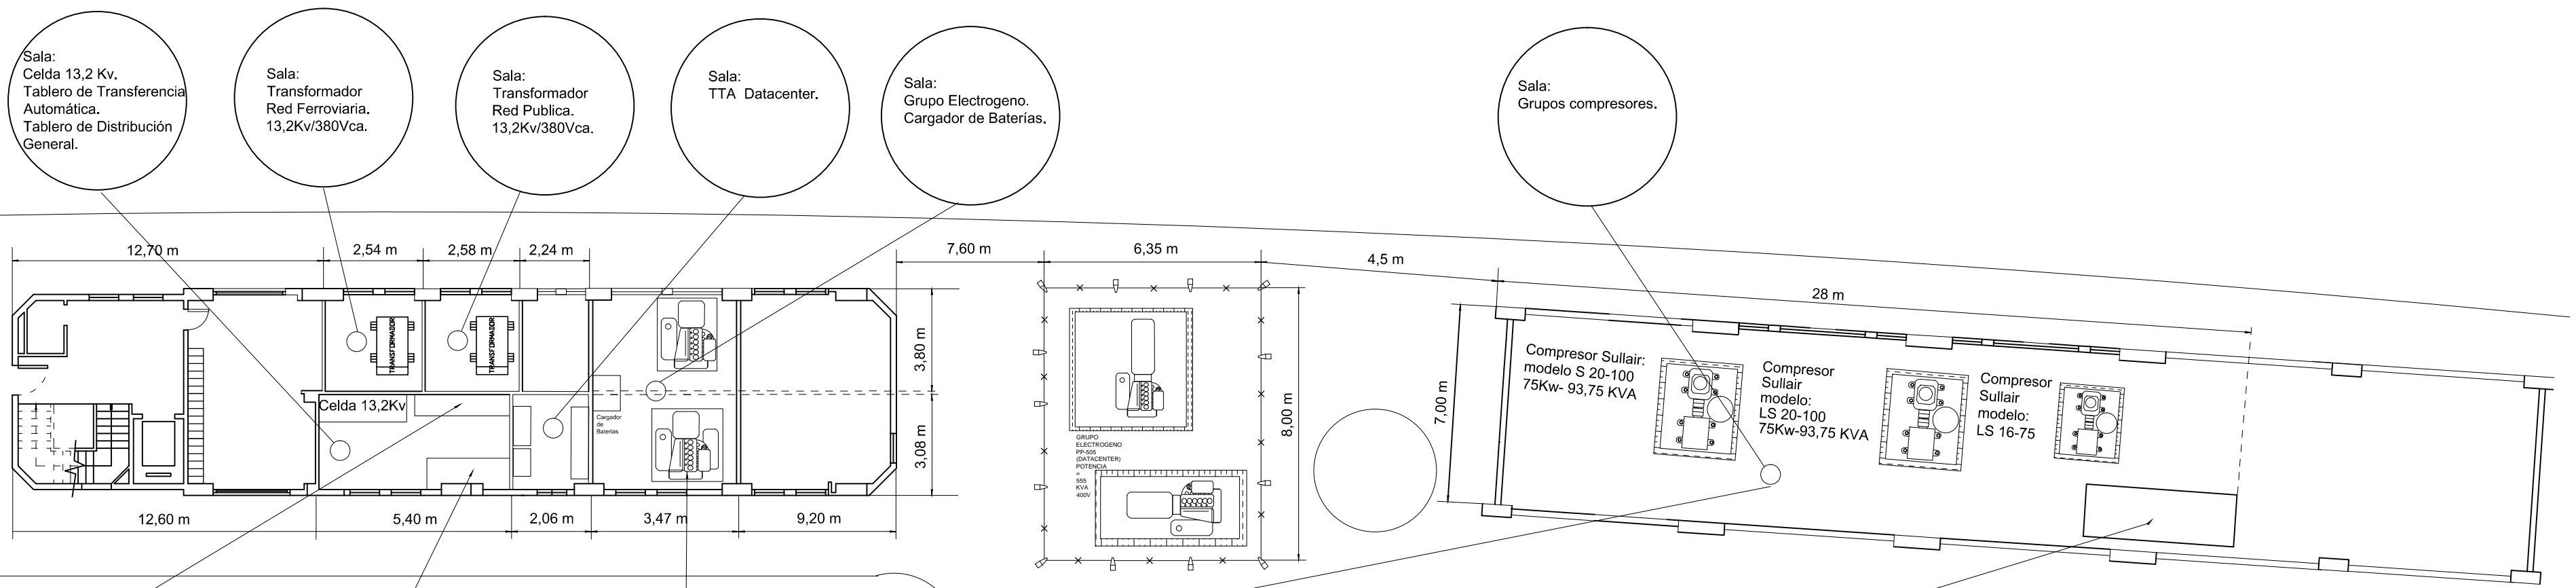 Sala:
Celda 13,2 Kv.
Tablero de Transferencia
Automática.
Tablero de Distribución
General.
Sala:
Transformador
Red Ferroviaria.
13,2Kv/380Vca.
Sala:
Transformador
Red Publica.
13,2Kv/380Vca.
Sala:
TTA Datacenter.
Sala:
Grupo Electrogeno.
Cargador de Baterías.
Sala:
Grupos compresores.
12,70 m
2,54 m
2,58 m
2,24 m
7,60 m
6,35 m
4,5 m
28 m
TRANSFORMADOR
TRANSFORMADOR
3,80 m
3,08 m
Celda 13,2Kv
Cargador
de
Baterías
GRUPO
ELECTROGENO
PP-505
(DATACENTER)
POTENCIA
=
555
KVA
400V
8,00 m
7,00 m
Compresor Sullair:
modelo S 20-100
75Kw- 93,75 KVA
Compresor
Sullair
modelo:
LS 20-100
75Kw-93,75 KVA
Compresor
Sullair
modelo:
LS 16-75
12,60 m
5,40 m
2,06 m
3,47 m
9,20 m